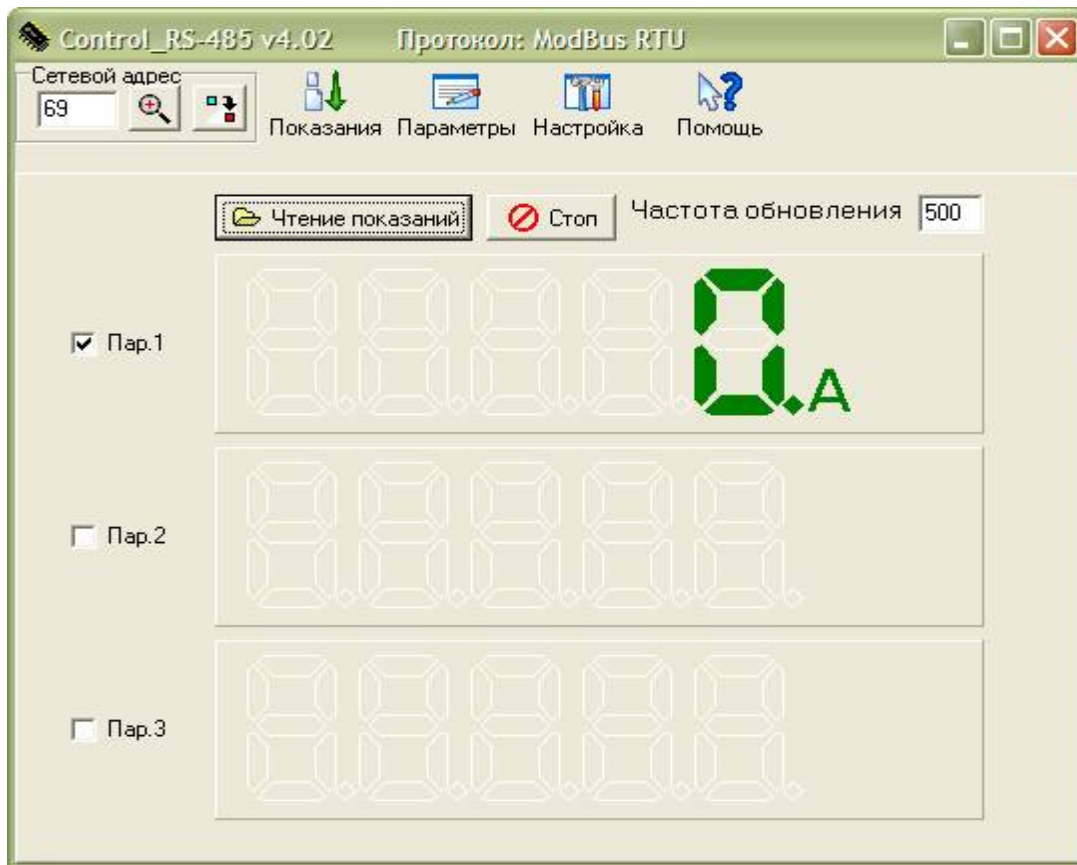 Control_RS-485 v4.02 Протокол: ModBus RTU
Сетевой адрес
69
Показания Параметры Настройка Помощь
Чтение показаний Стоп Частота обновления 500
Пар.1 0.A
Пар.2
Пар.3